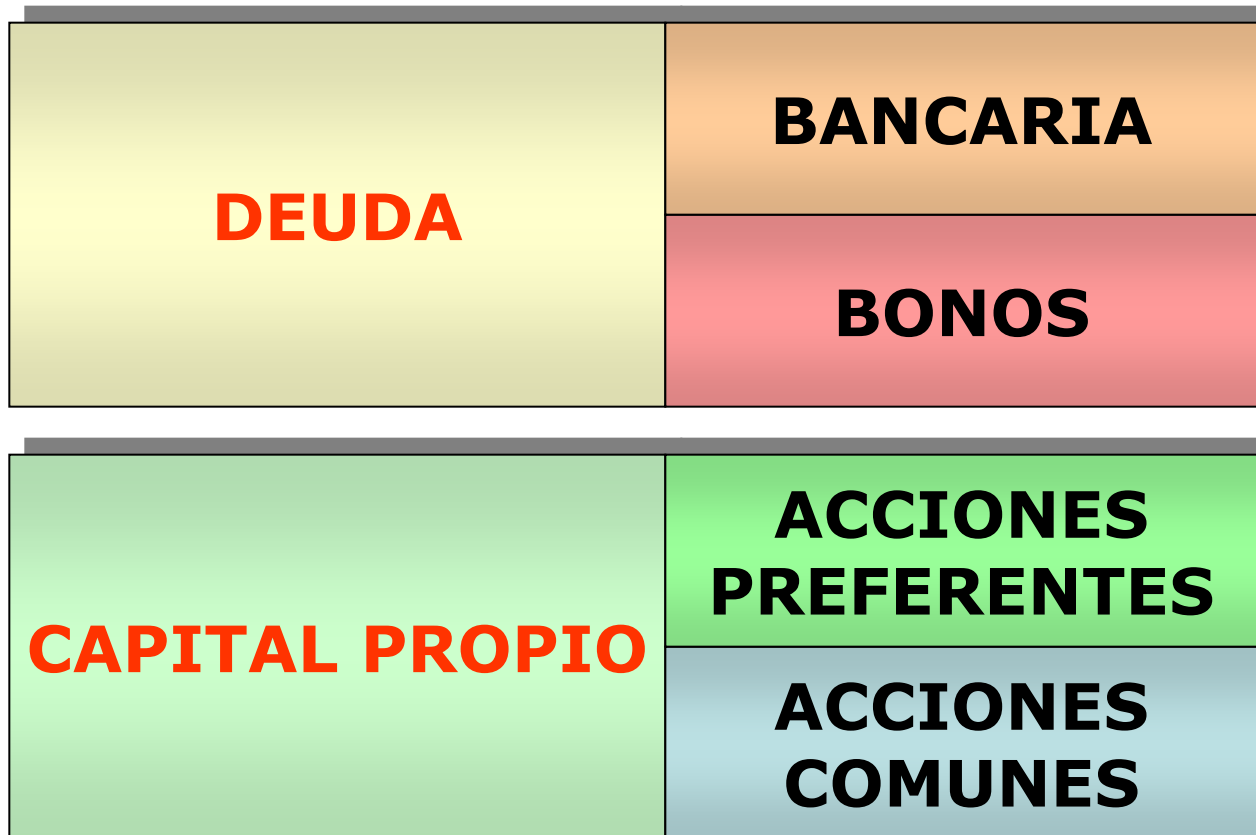 DEUDA
BANCARIA
BONOS
CAPITAL PROPIO
ACCIONES
PREFERENTES
ACCIONES
COMUNES